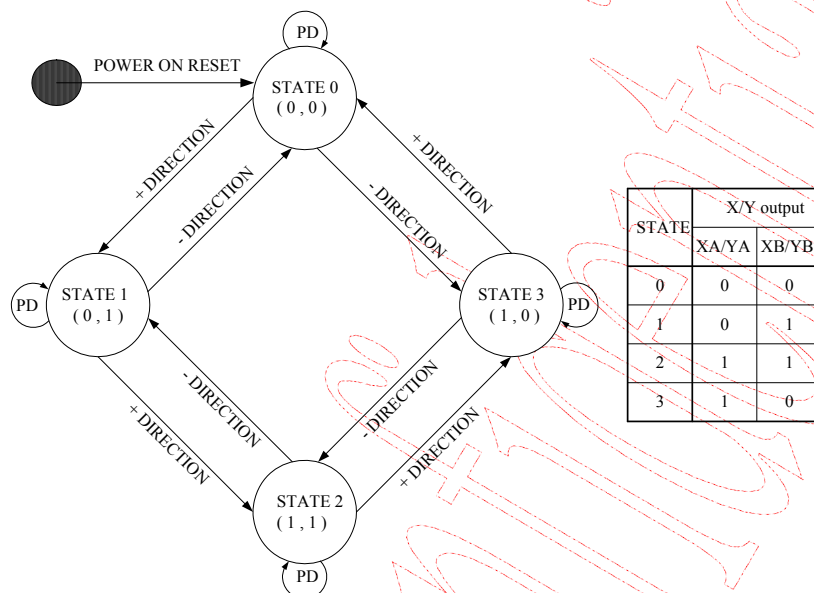 PD
POWER ON RESET
STATE 0
( 0 , 0 )
+ DIRECTION
- DIRECTION
- DIRECTION
+ DIRECTION
PD
STATE 1
( 0 , 1 )
STATE 3
( 1 , 0 )
PD
+ DIRECTION
- DIRECTION
- DIRECTION
+ DIRECTION
STATE 2
( 1 , 1 )
PD
STATE X/Y output
XA/YA XB/YB
0 0 0
1 0 1
2 1 1
3 1 0